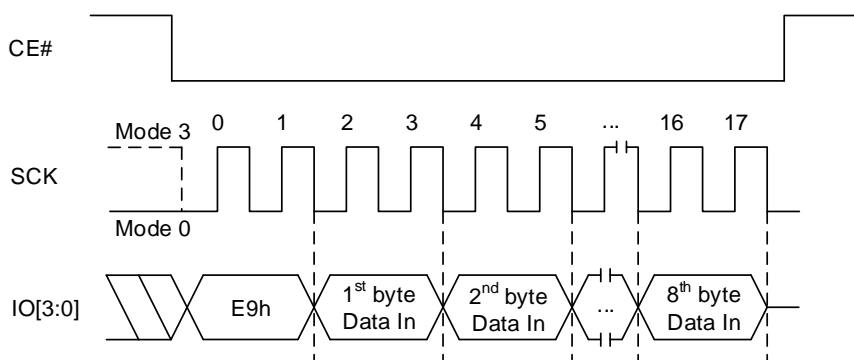 CE#
Mode 3
0 1 2 3 4 5 ... 16 17
SCK
Mode 0
IO[3:0]
E9h
1st byte
Data In
2nd byte
Data In
...
8th byte
Data In